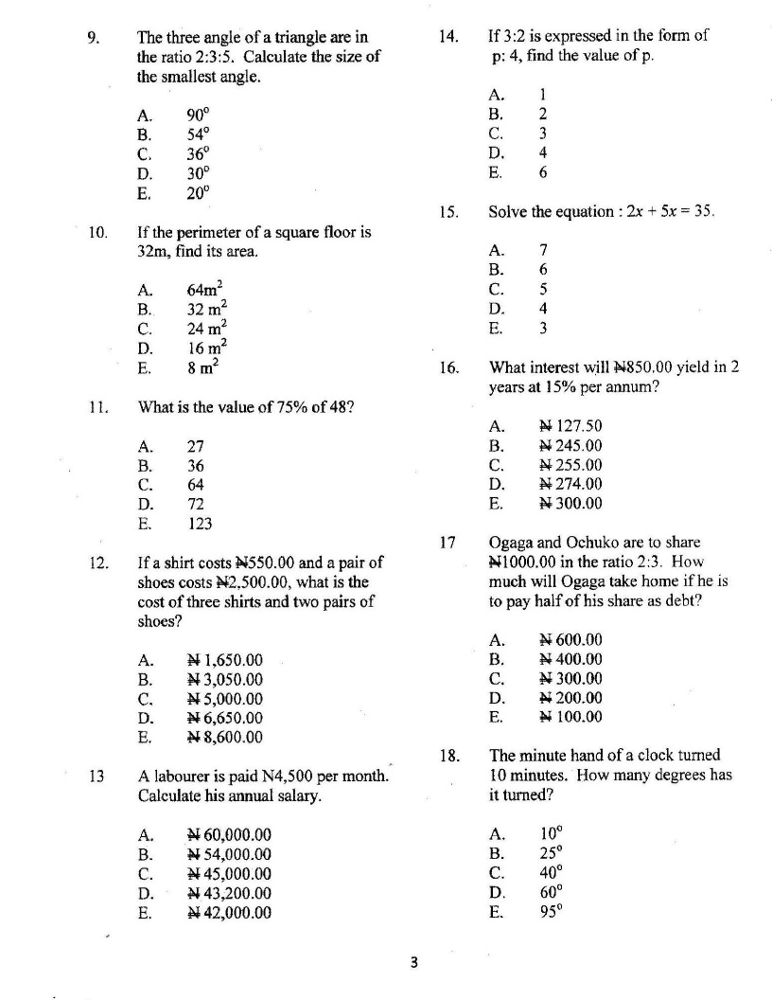 9. The three angle of a triangle are in
the ratio 2:3:5. Calculate the size of
the smallest angle.
A. 90⁰
B. 54⁰
C. 36⁰
D. 30⁰
E. 20⁰
10. If the perimeter of a square floor is
32m, find its area.
A. 64m²
B. 32 m²
C. 24 m²
D. 16 m²
E. 8 m²
11. What is the value of 75% of 48?
A. 27
B. 36
C. 64
D. 72
E. 123
12. If a shirt costs ₦550.00 and a pair of
shoes costs ₦2,500.00, what is the
cost of three shirts and two pairs of
shoes?
A. ₦ 1,650.00
B. ₦ 3,050.00
C. ₦ 5,000.00
D. ₦ 6,650.00
E. ₦ 8,600.00
13 A labourer is paid N4,500 per month.
Calculate his annual salary.
A. ₦ 60,000.00
B. ₦ 54,000.00
C. ₦ 45,000.00
D. ₦ 43,200.00
E. ₦ 42,000.00
14. If 3:2 is expressed in the form of
p: 4, find the value of p.
A. 1
B. 2
C. 3
D. 4
E. 6
15. Solve the equation : 2x + 5x = 35.
A. 7
B. 6
C. 5
D. 4
E. 3
16. What interest will ₦850.00 yield in 2
years at 15% per annum?
A. ₦ 127.50
B. ₦ 245.00
C. ₦ 255.00
D. ₦ 274.00
E. ₦ 300.00
17 Ogaga and Ochuko are to share
₦1000.00 in the ratio 2:3. How
much will Ogaga take home if he is
to pay half of his share as debt?
A. ₦ 600.00
B. ₦ 400.00
C. ₦ 300.00
D. ₦ 200.00
E. ₦ 100.00
18. The minute hand of a clock turned
10 minutes. How many degrees has
it turned?
A. 10⁰
B. 25⁰
C. 40⁰
D. 60⁰
E. 95⁰
3